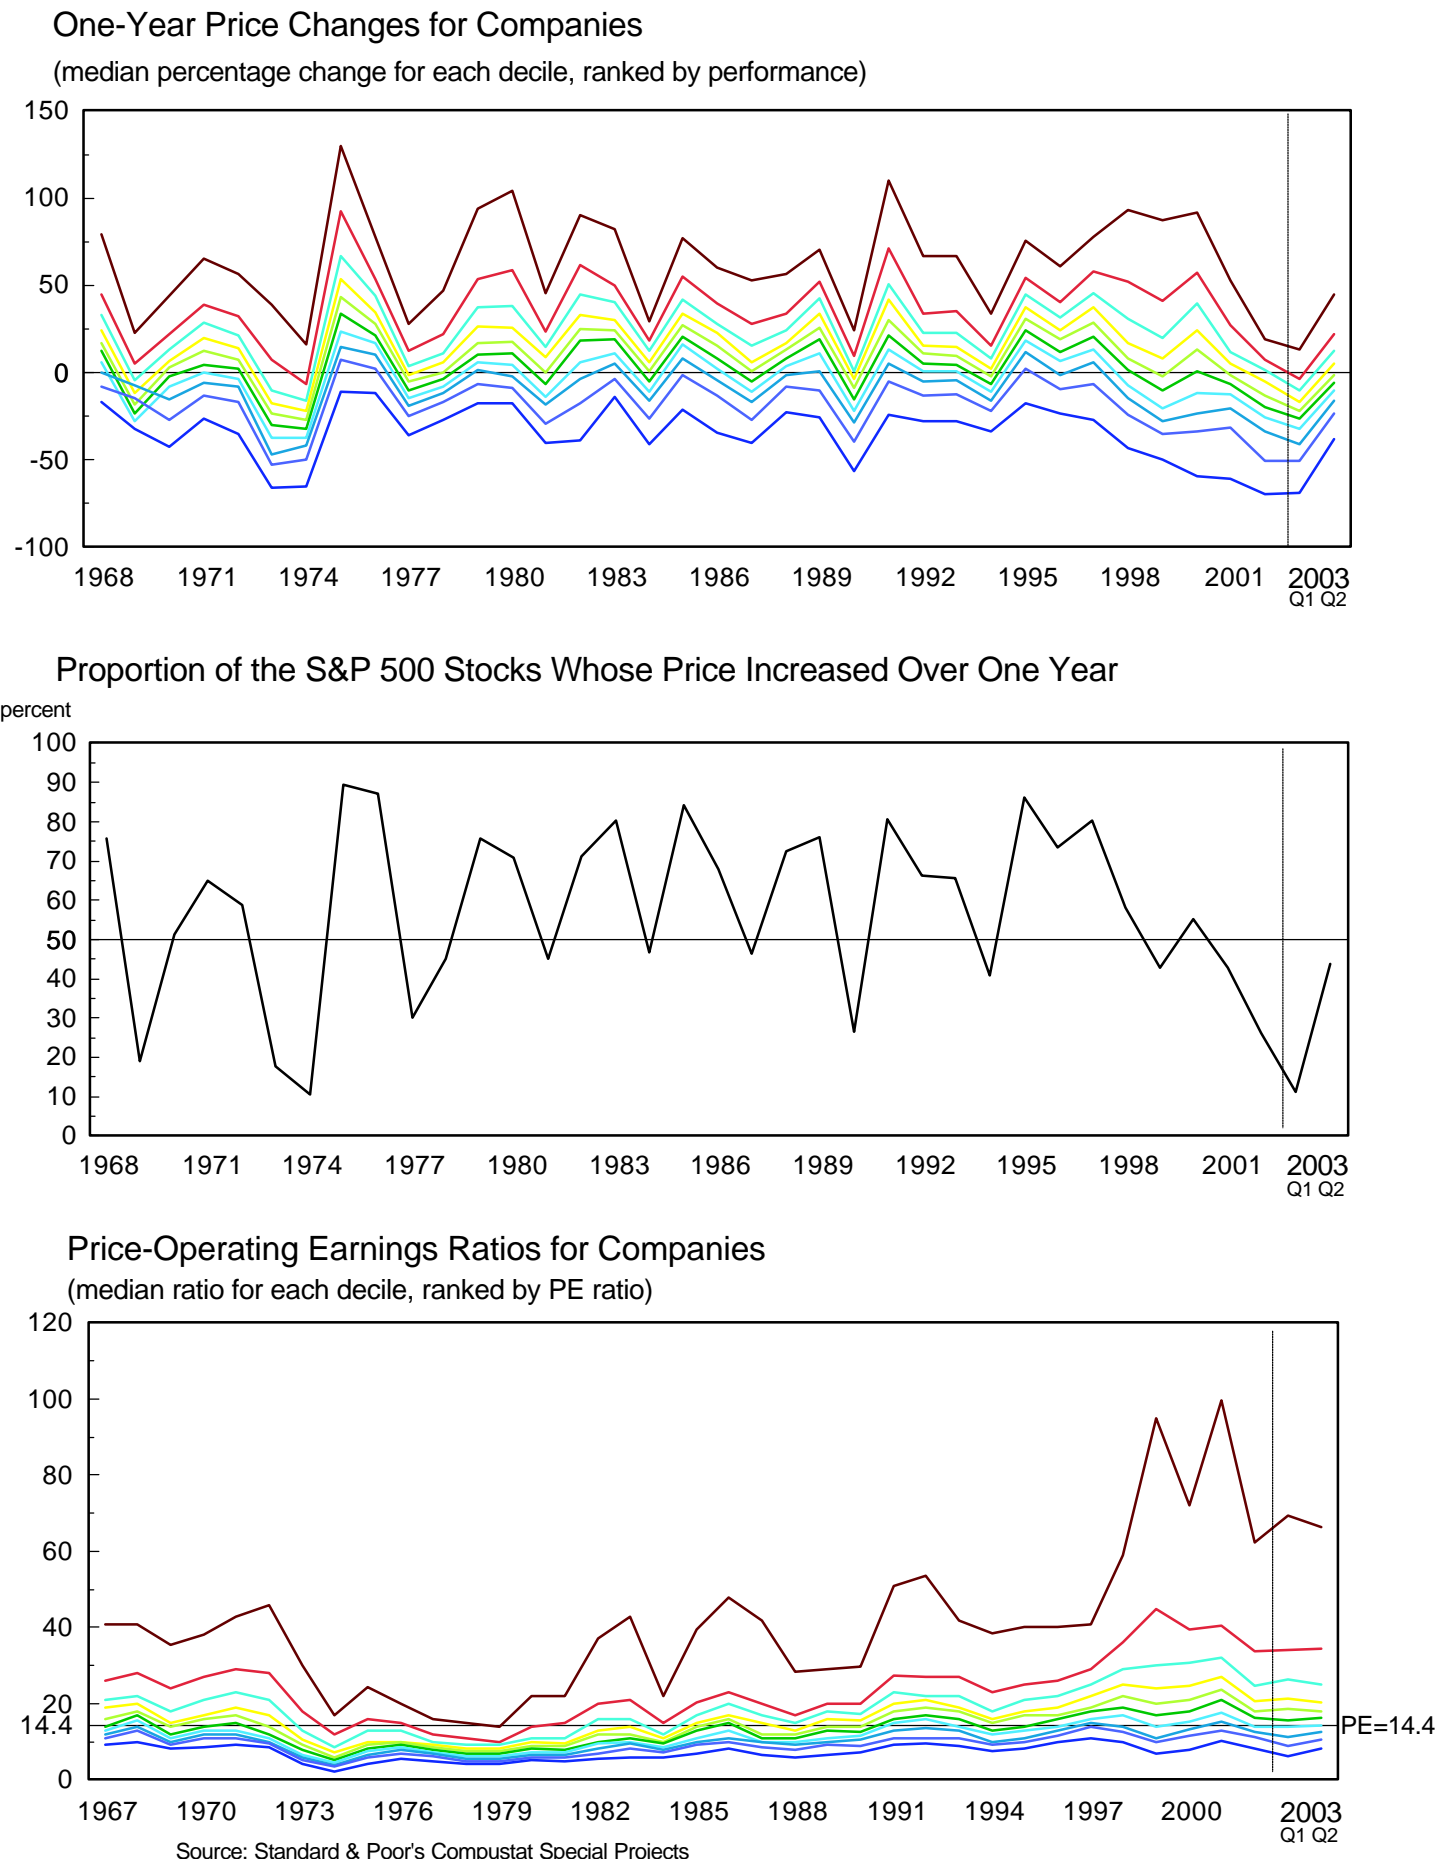 One-Year Price Changes for Companies
(median percentage change for each decile, ranked by performance)
150
100
50
0
-50
-100
1968 1971 1974 1977 1980 1983 1986 1989 1992 1995 1998 2001 2003
Q1 Q2
Proportion of the S&P 500 Stocks Whose Price Increased Over One Year
percent
100
90
80
70
60
50
40
30
20
10
0
1968 1971 1974 1977 1980 1983 1986 1989 1992 1995 1998 2001 2003
Q1 Q2
Price-Operating Earnings Ratios for Companies
(median ratio for each decile, ranked by PE ratio)
120
100
80
60
40
20
14.4 PE=14.4
0
1967 1970 1973 1976 1979 1982 1985 1988 1991 1994 1997 2000 2003
Q1 Q2
Source: Standard & Poor's Compustat Special Projects